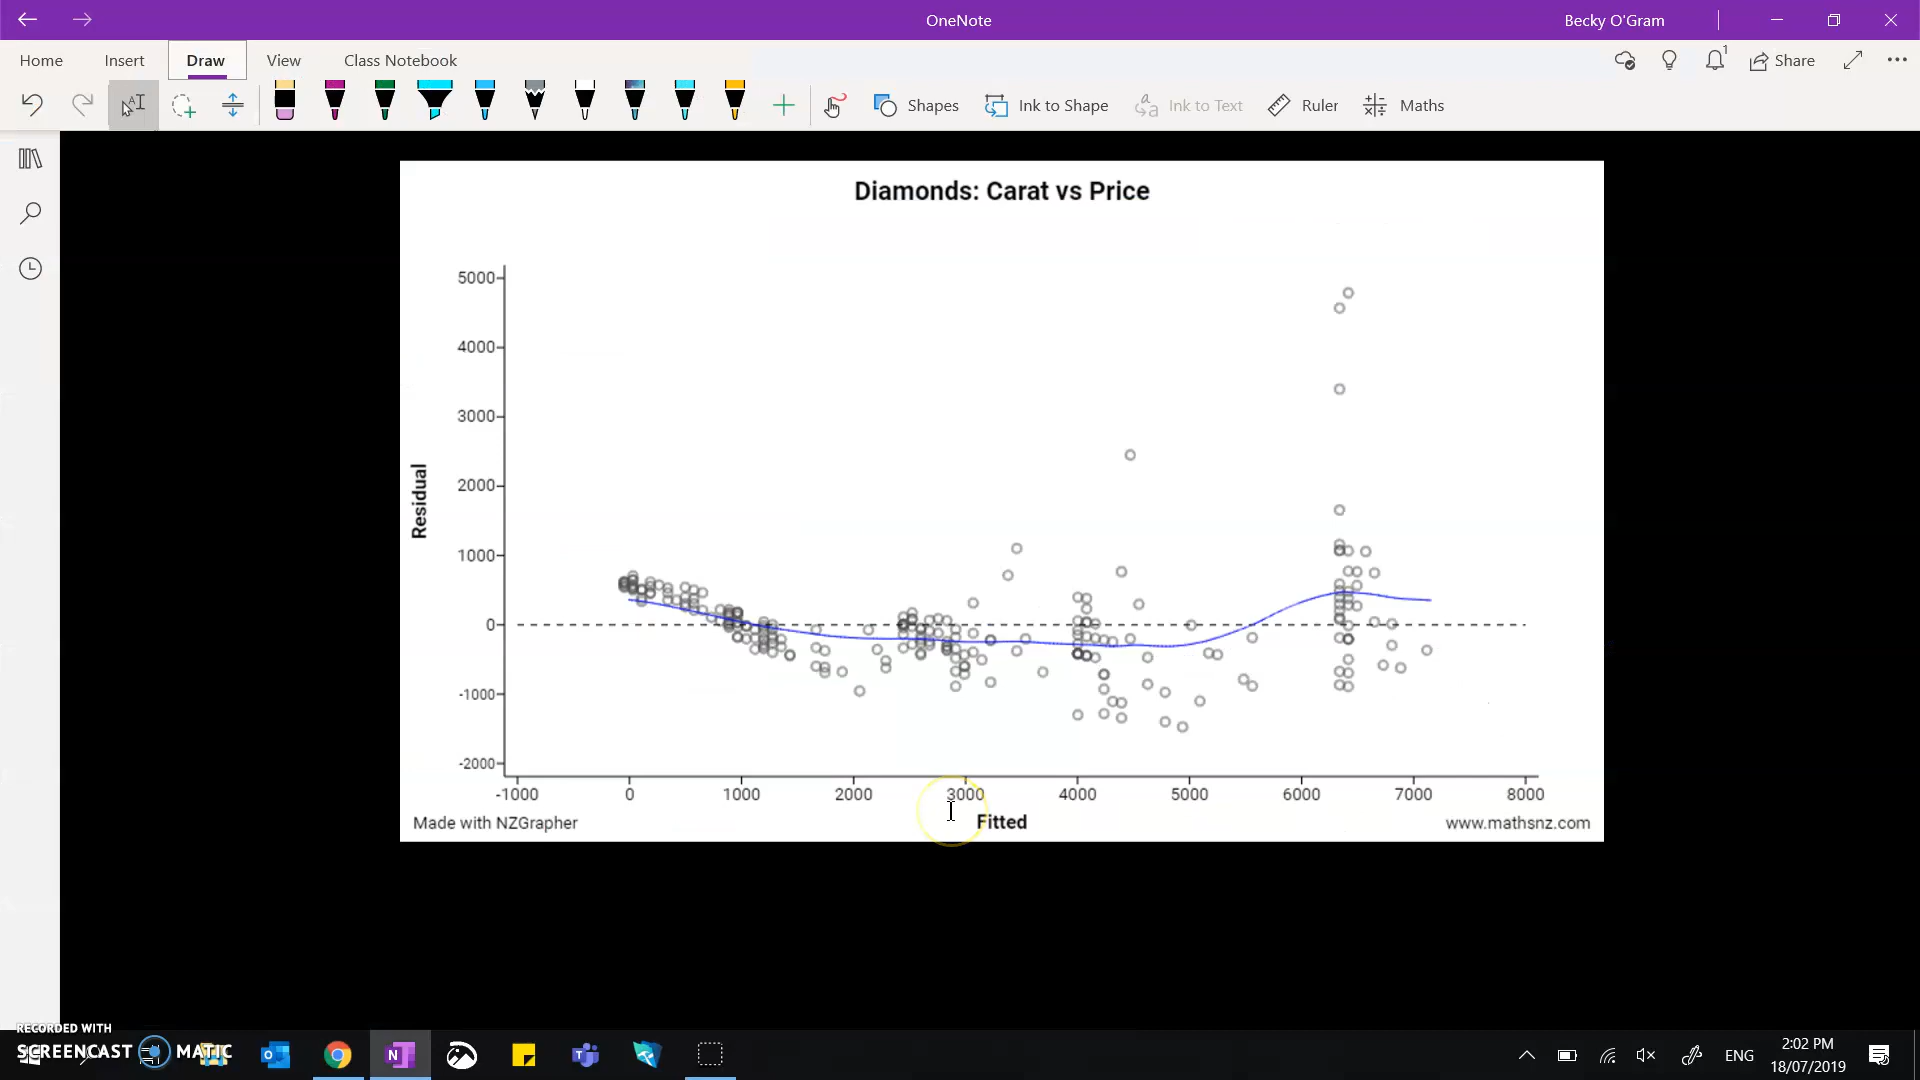 OneNote
Becky O'Gram
Home Insert Draw View Class Notebook
1 Share
Shapes Ink to Shape Ink to Text Ruler Maths
Diamonds: Carat vs Price
5000
4000
3000
2000
1000
0
-1000
-2000
Residual
-1000 0 1000 2000 3000 4000 5000 6000 7000 8000
Made with NZGrapher Fitted www.mathsnz.com
RECORDED WITH
SCREENCAST MATIC
ENG
2:02 PM
18/07/2019